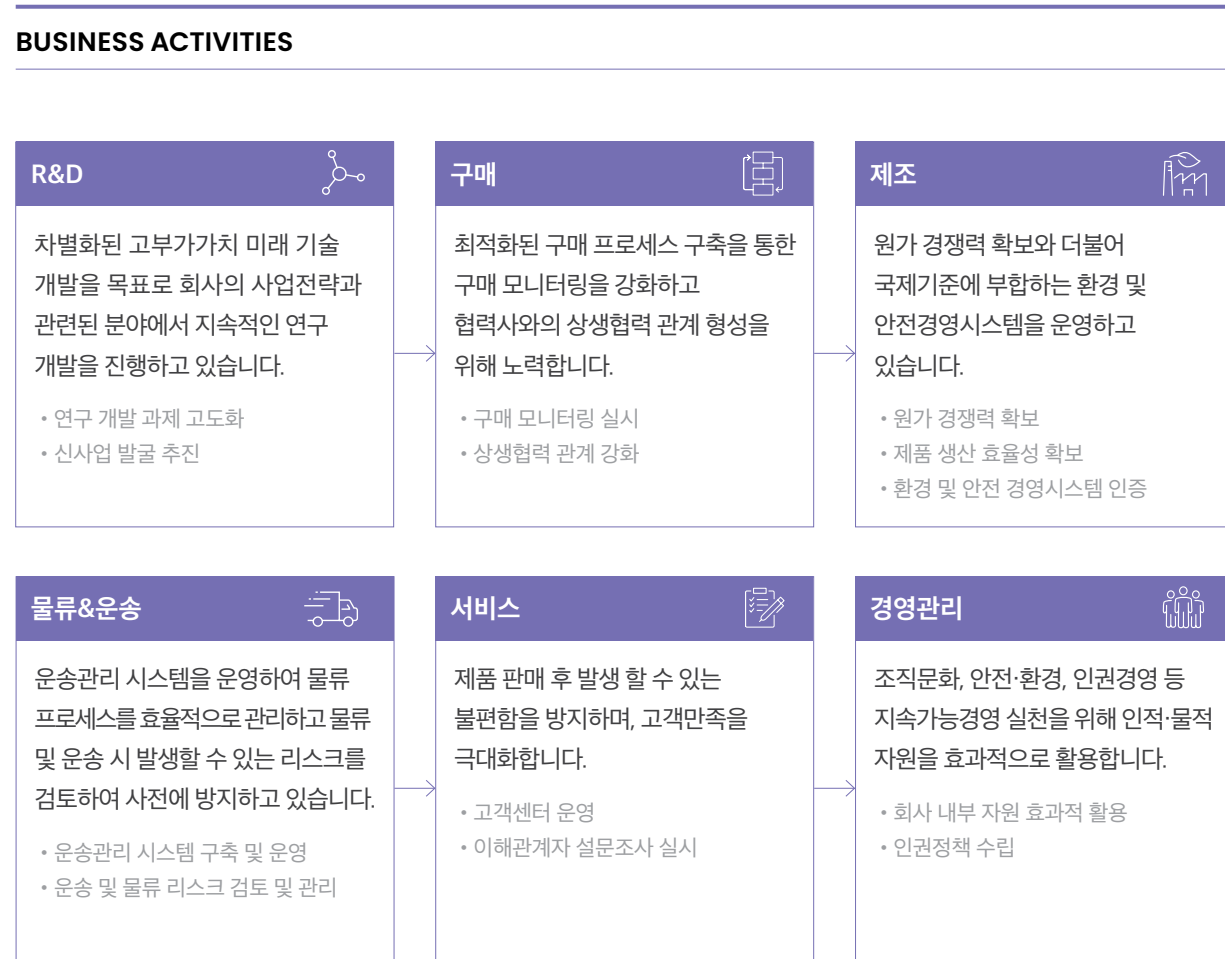 BUSINESS ACTIVITIES
R&D
차별화된 고부가가치 미래 기술
개발을 목표로 회사의 사업전략과
관련된 분야에서 지속적인 연구
개발을 진행하고 있습니다.
• 연구 개발 과제 고도화
• 신사업 발굴 추진
구매
최적화된 구매 프로세스 구축을 통한
구매 모니터링을 강화하고
협력사와의 상생협력 관계 형성을
위해 노력합니다.
• 구매 모니터링 실시
• 상생협력 관계 강화
제조
원가 경쟁력 확보와 더불어
국제기준에 부합하는 환경 및
안전경영시스템을 운영하고
있습니다.
• 원가 경쟁력 확보
• 제품 생산 효율성 확보
• 환경 및 안전 경영시스템 인증
물류&운송
운송관리 시스템을 운영하여 물류
프로세스를 효율적으로 관리하고 물류
및 운송 시 발생할 수 있는 리스크를
검토하여 사전에 방지하고 있습니다.
• 운송관리 시스템 구축 및 운영
• 운송 및 물류 리스크 검토 및 관리
서비스
제품 판매 후 발생 할 수 있는
불편함을 방지하며, 고객만족을
극대화합니다.
• 고객센터 운영
• 이해관계자 설문조사 실시
경영관리
조직문화, 안전·환경, 인권경영 등
지속가능경영 실천을 위해 인적·물적
자원을 효과적으로 활용합니다.
• 회사 내부 자원 효과적 활용
• 인권정책 수립